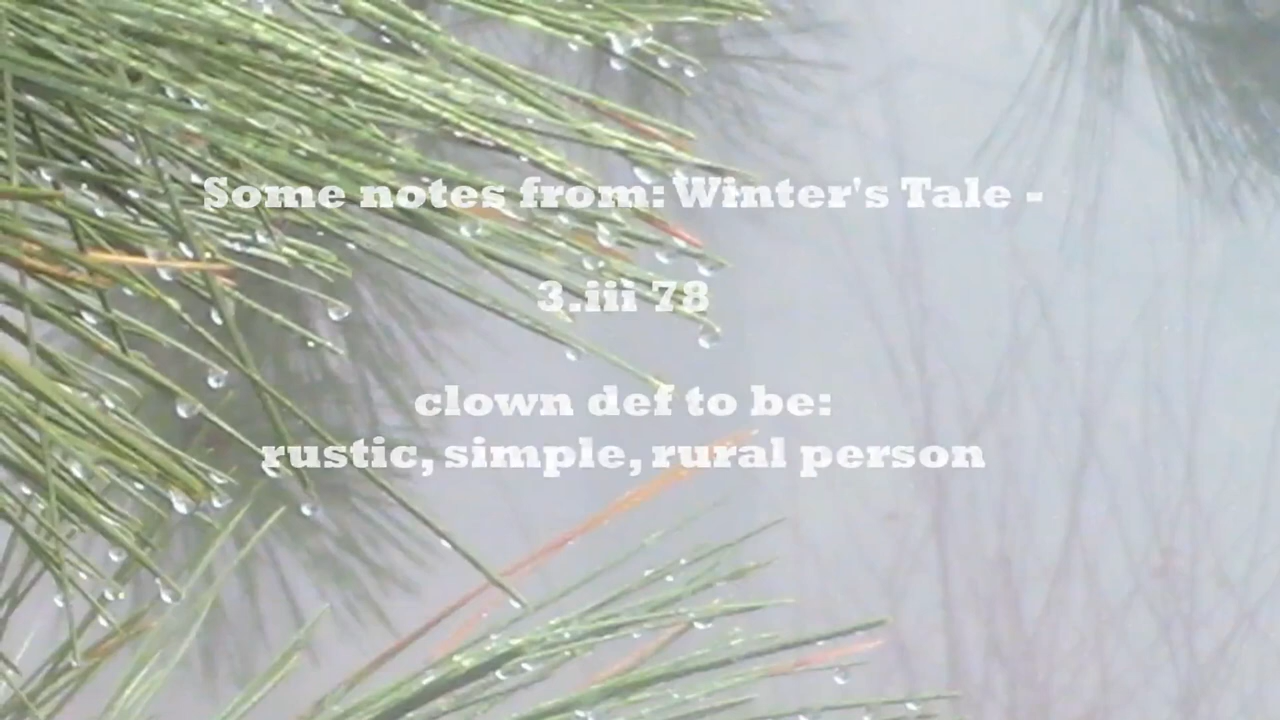 Some notes from: Winter's Tale -
3.iii 78
clown def to be:
rustic, simple, rural person